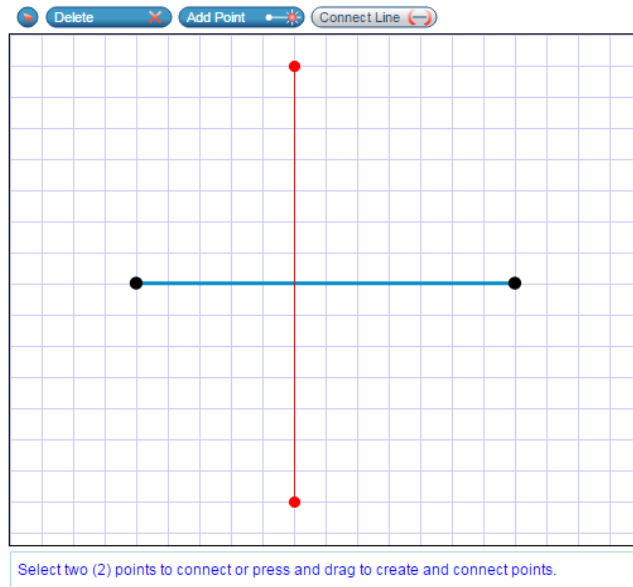 Delete
Add Point
Connect Line
Select two (2) points to connect or press and drag to create and connect points.